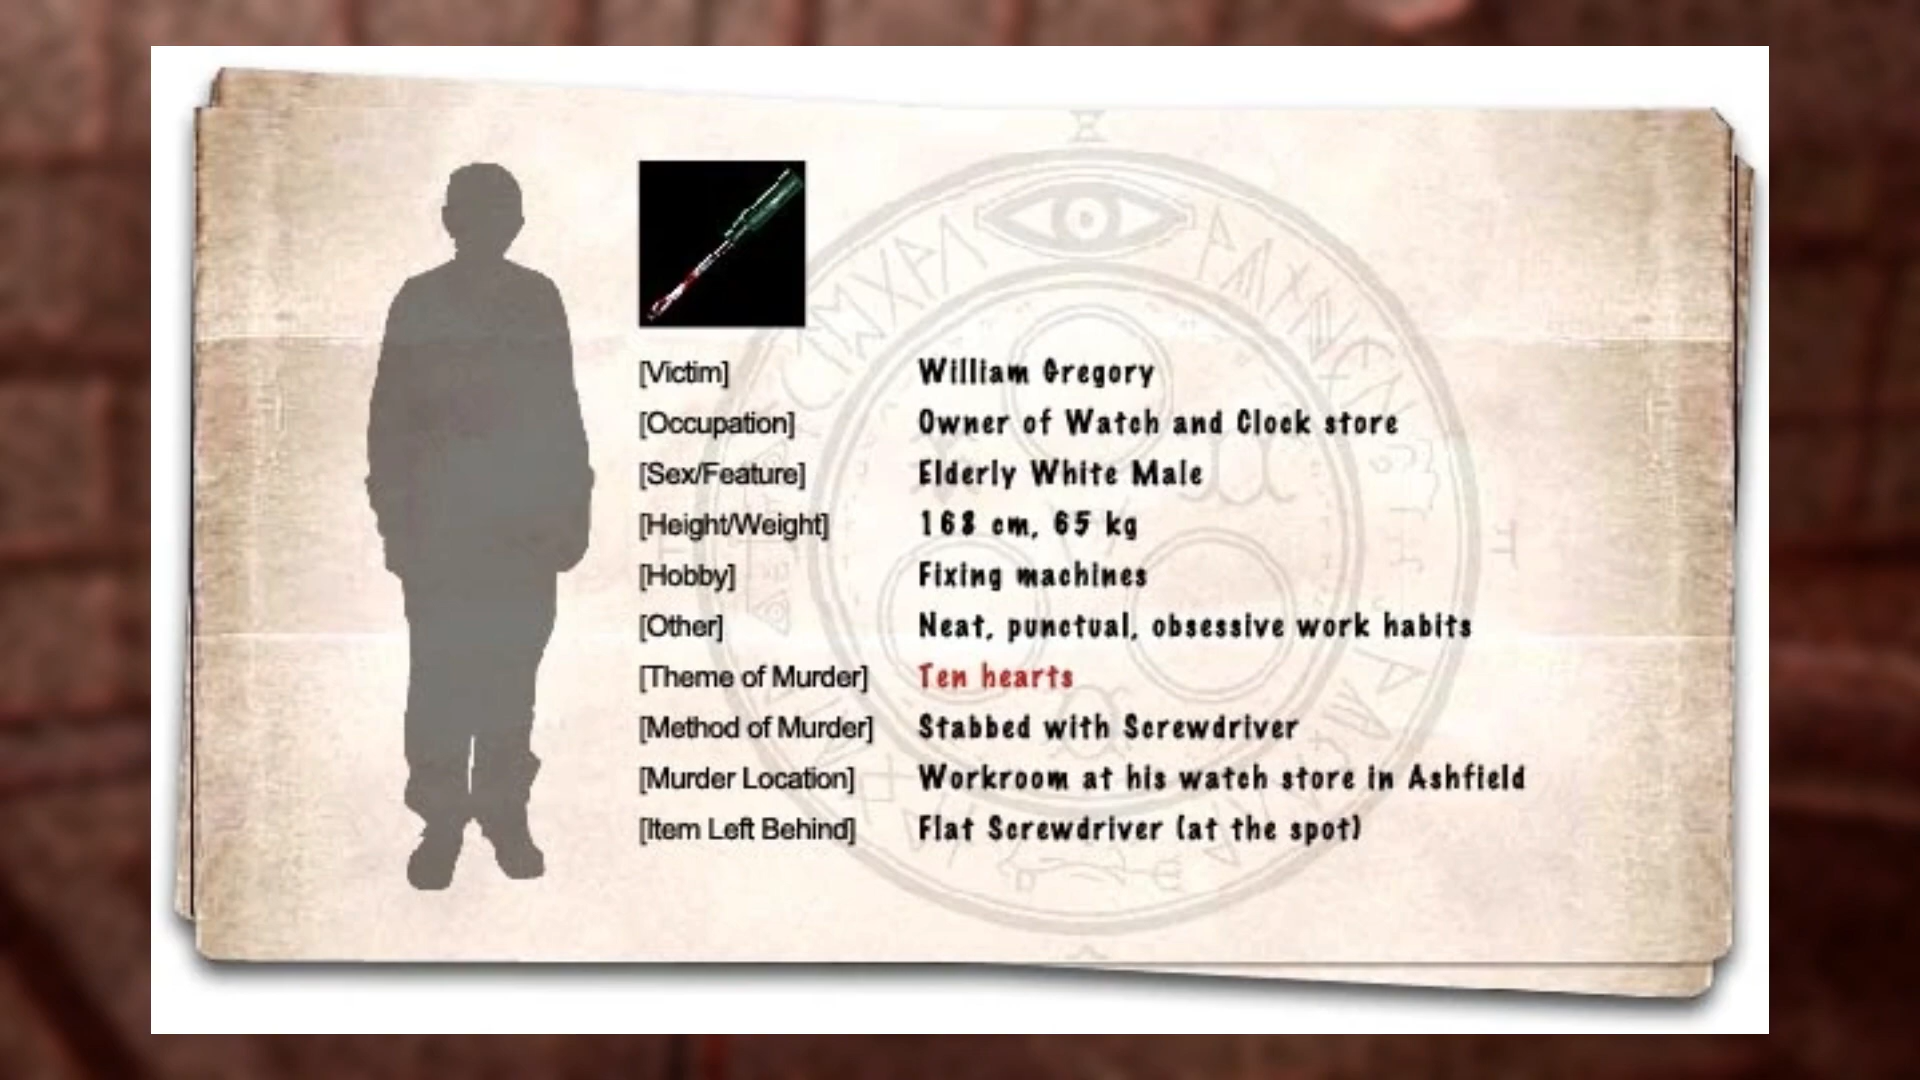 [Victim] William Gregory
[Occupation] Owner of Watch and Clock store
[Sex/Feature] Elderly White Male
[Height/Weight] 168 cm, 65 kg
[Hobby] Fixing machines
[Other] Neat, punctual, obsessive work habits
[Theme of Murder] Ten hearts
[Method of Murder] Stabbed with Screwdriver
[Murder Location] Workroom at his watch store in Ashfield
[Item Left Behind] Flat Screwdriver (at the spot)